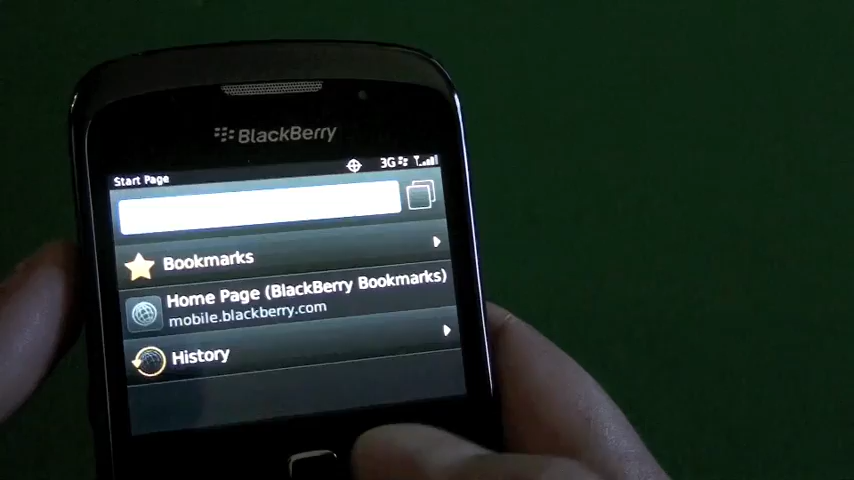 BlackBerry
Start Page
3G
Bookmarks
Home Page (BlackBerry Bookmarks)
mobile.blackberry.com
History